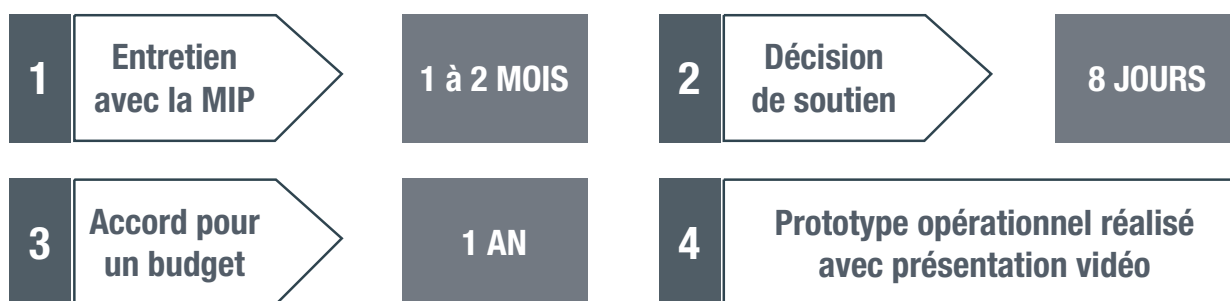 1
Entretien
avec la MIP
1 à 2 MOIS
2
Décision
de soutien
8 JOURS
3
Accord pour
un budget
1 AN
4
Prototype opérationnel réalisé
avec présentation vidéo